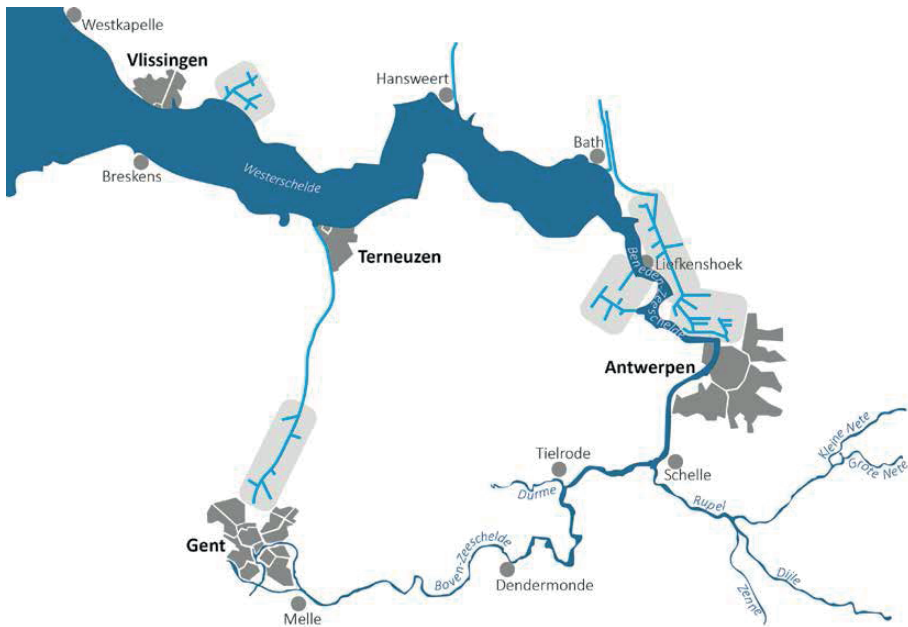 Westkapelle
Vlissingen
Hansweert
Bath
Breskens
Westerschelde
Terneuzen
Liefkenshoek
Beneden-Zeeschelde
Antwerpen
Kleine Nete
Grote Nete
Tielrode
Schelle
Durme
Rupel
Gent
Boven-Zeeschelde
Dendermonde
Dijle
Zenne
Melle